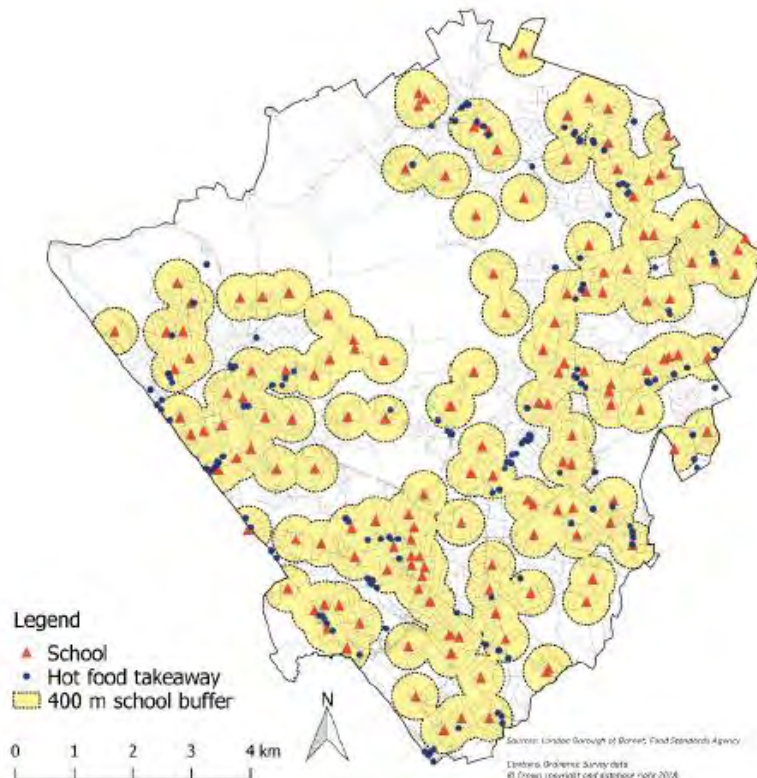 Legend
School
Hot food takeaway
400 m school buffer
N
0 1 2 3 4 km
Sources: London Borough of Barnet, Food Standards Agency
Contains Ordnance Survey data
© Crown copyright and database right 2018